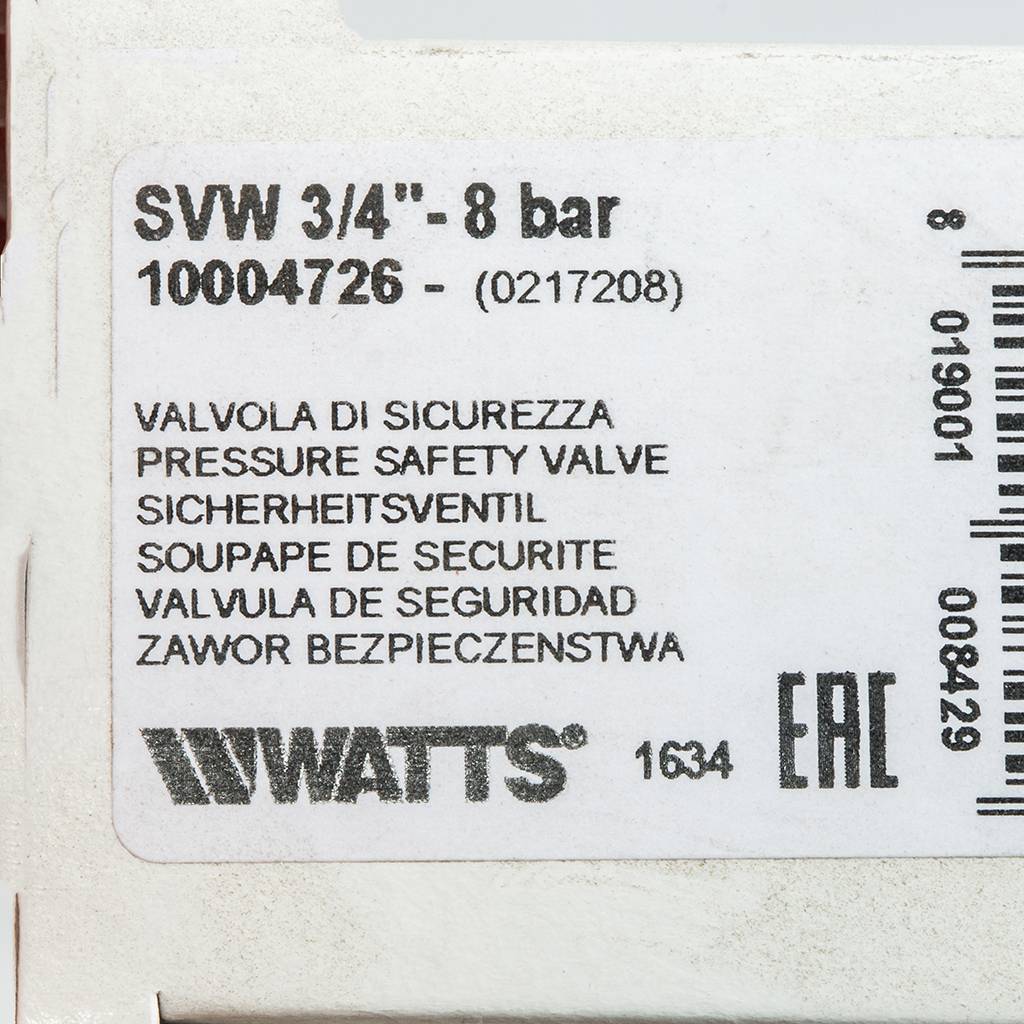 SVW 3/4"- 8 bar
10004726 - (0217208)
VALVOLA DI SICUREZZA
PRESSURE SAFETY VALVE
SICHERHEITSVENTIL
SOUPAPE DE SECURITE
VALVULA DE SEGURIDAD
ZAWOR BEZPIECZENSTWA
WATTS®
1634
EAC
8 019001 008429